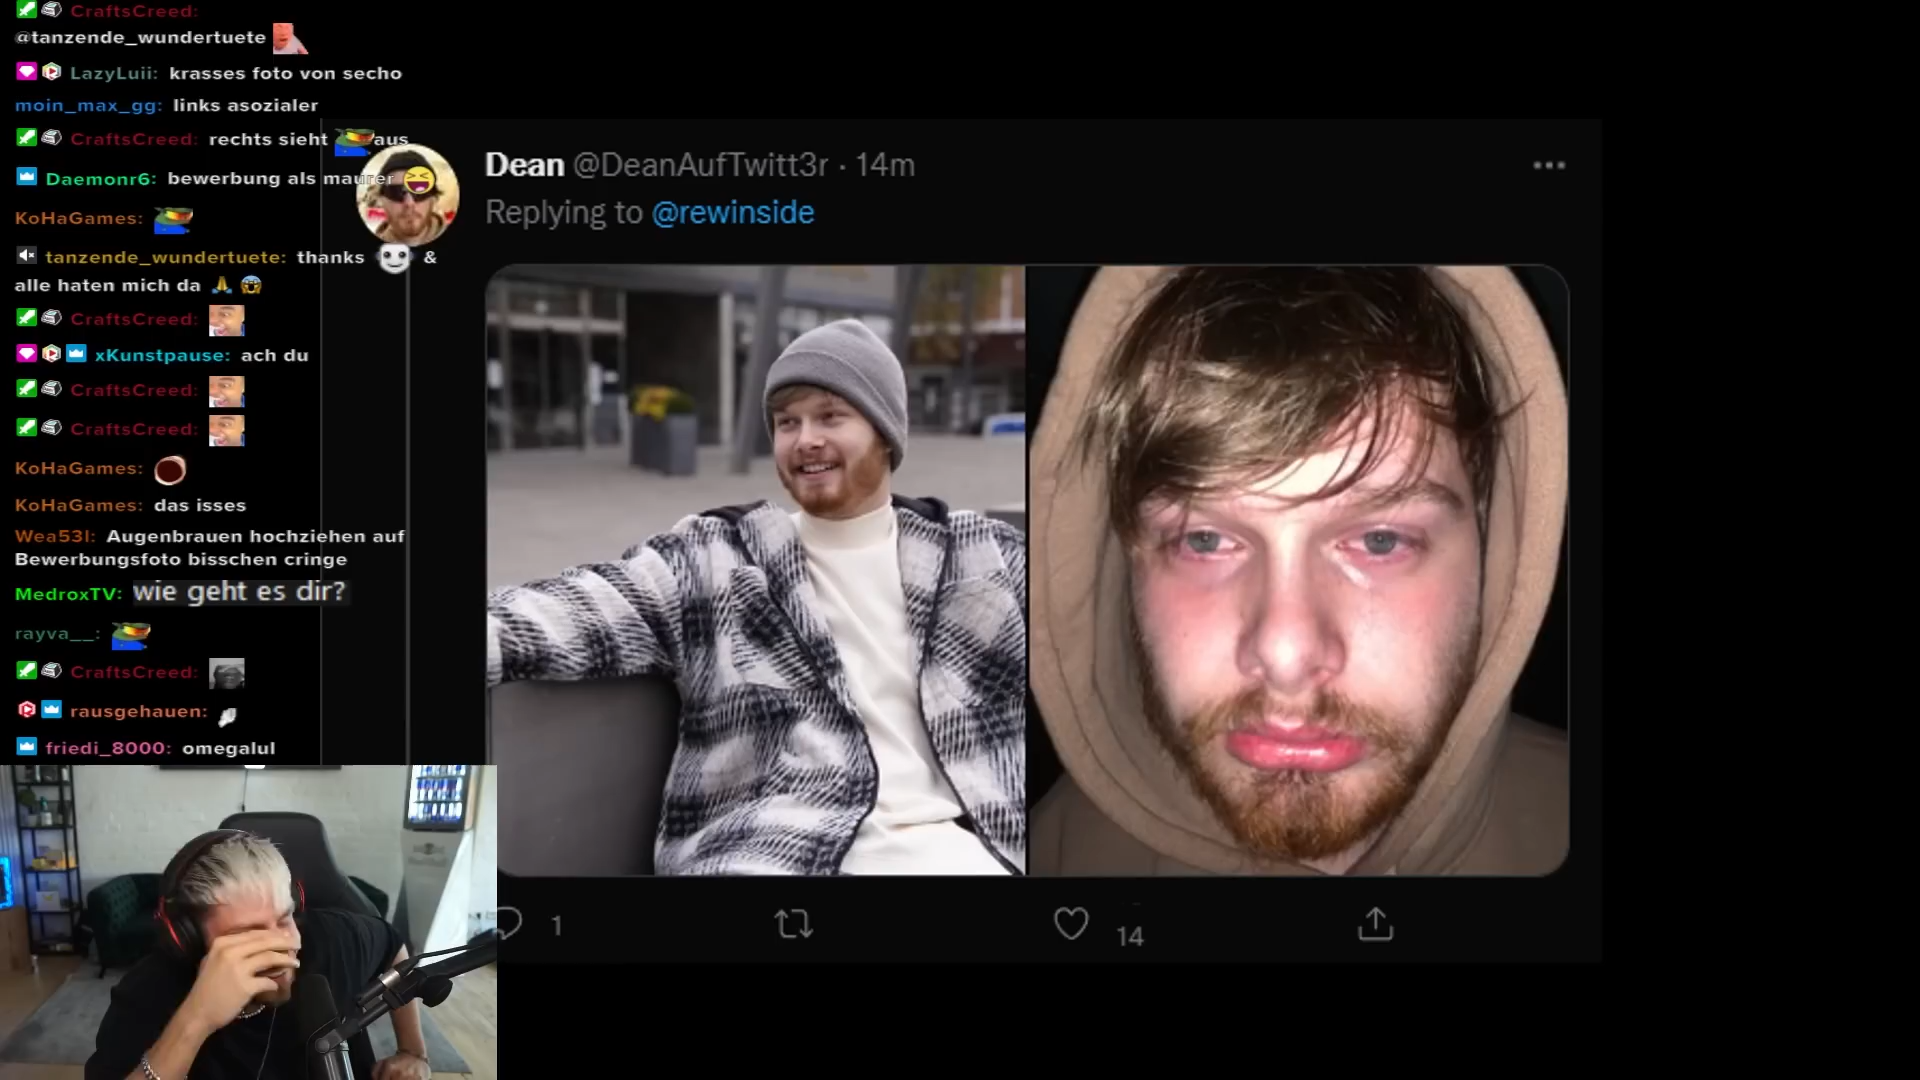 CraftsCreed:
@tanzende_wundertuete
LazyLuii: krasses foto von secho
moin_max_gg: links asozialer
CraftsCreed: rechts sieht aus
Daemonr6: bewerbung als maurer
KoHaGames:
tanzende_wundertuete: thanks &
alle haten mich da 🙏 😱
CraftsCreed:
xKunstpause: ach du
CraftsCreed:
CraftsCreed:
KoHaGames:
KoHaGames: das isses
Wea53l: Augenbrauen hochziehen auf
Bewerbungsfoto bisschen cringe
MedroxTV: wie geht es dir?
rayva__:
CraftsCreed:
rausgehauen:
friedi_8000: omegalul
Dean @DeanAufTwitt3r · 14m
Replying to @rewinside
1
14